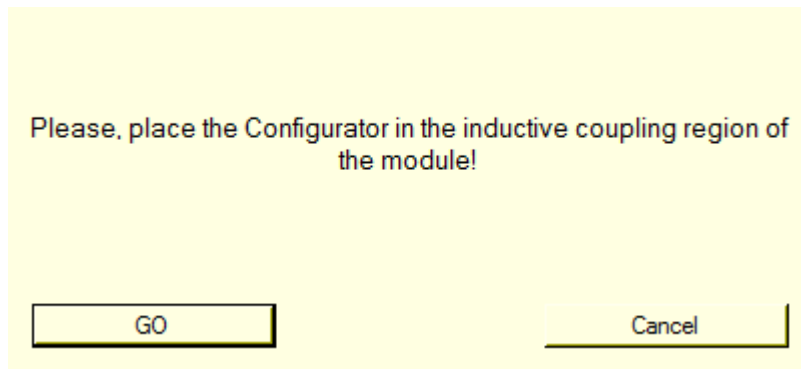 Please, place the Configurator in the inductive coupling region of
the module!
GO
Cancel